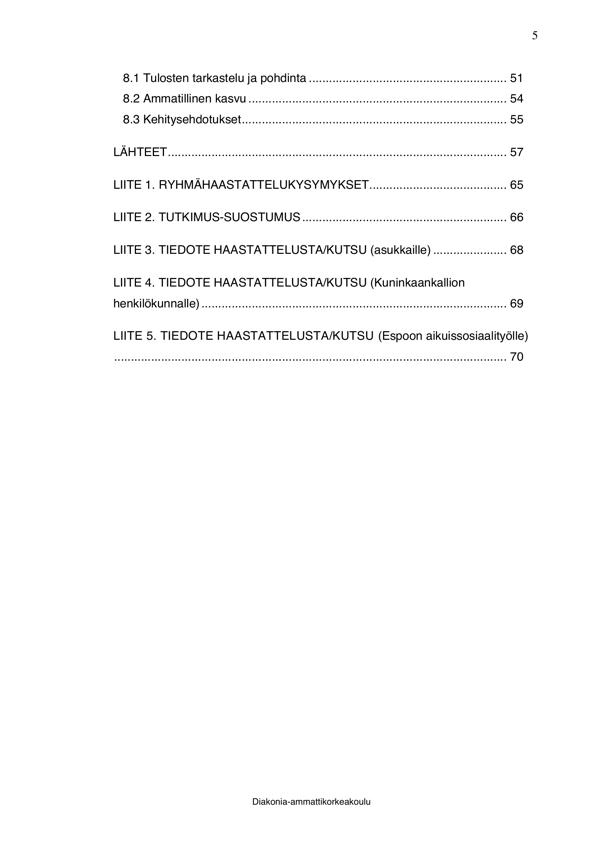 5
8.1 Tulosten tarkastelu ja pohdinta ........................................................... 51
8.2 Ammatillinen kasvu ............................................................................. 54
8.3 Kehitysehdotukset............................................................................... 55
LÄHTEET..................................................................................................... 57
LIITE 1. RYHMÄHAASTATTELUKYSYMYKSET......................................... 65
LIITE 2. TUTKIMUS-SUOSTUMUS............................................................. 66
LIITE 3. TIEDOTE HAASTATTELUSTA/KUTSU (asukkaille) ...................... 68
LIITE 4. TIEDOTE HAASTATTELUSTA/KUTSU (Kuninkaankallion
henkilökunnalle)........................................................................................... 69
LIITE 5. TIEDOTE HAASTATTELUSTA/KUTSU (Espoon aikuissosiaalityölle)
..................................................................................................................... 70
Diakonia-ammattikorkeakoulu